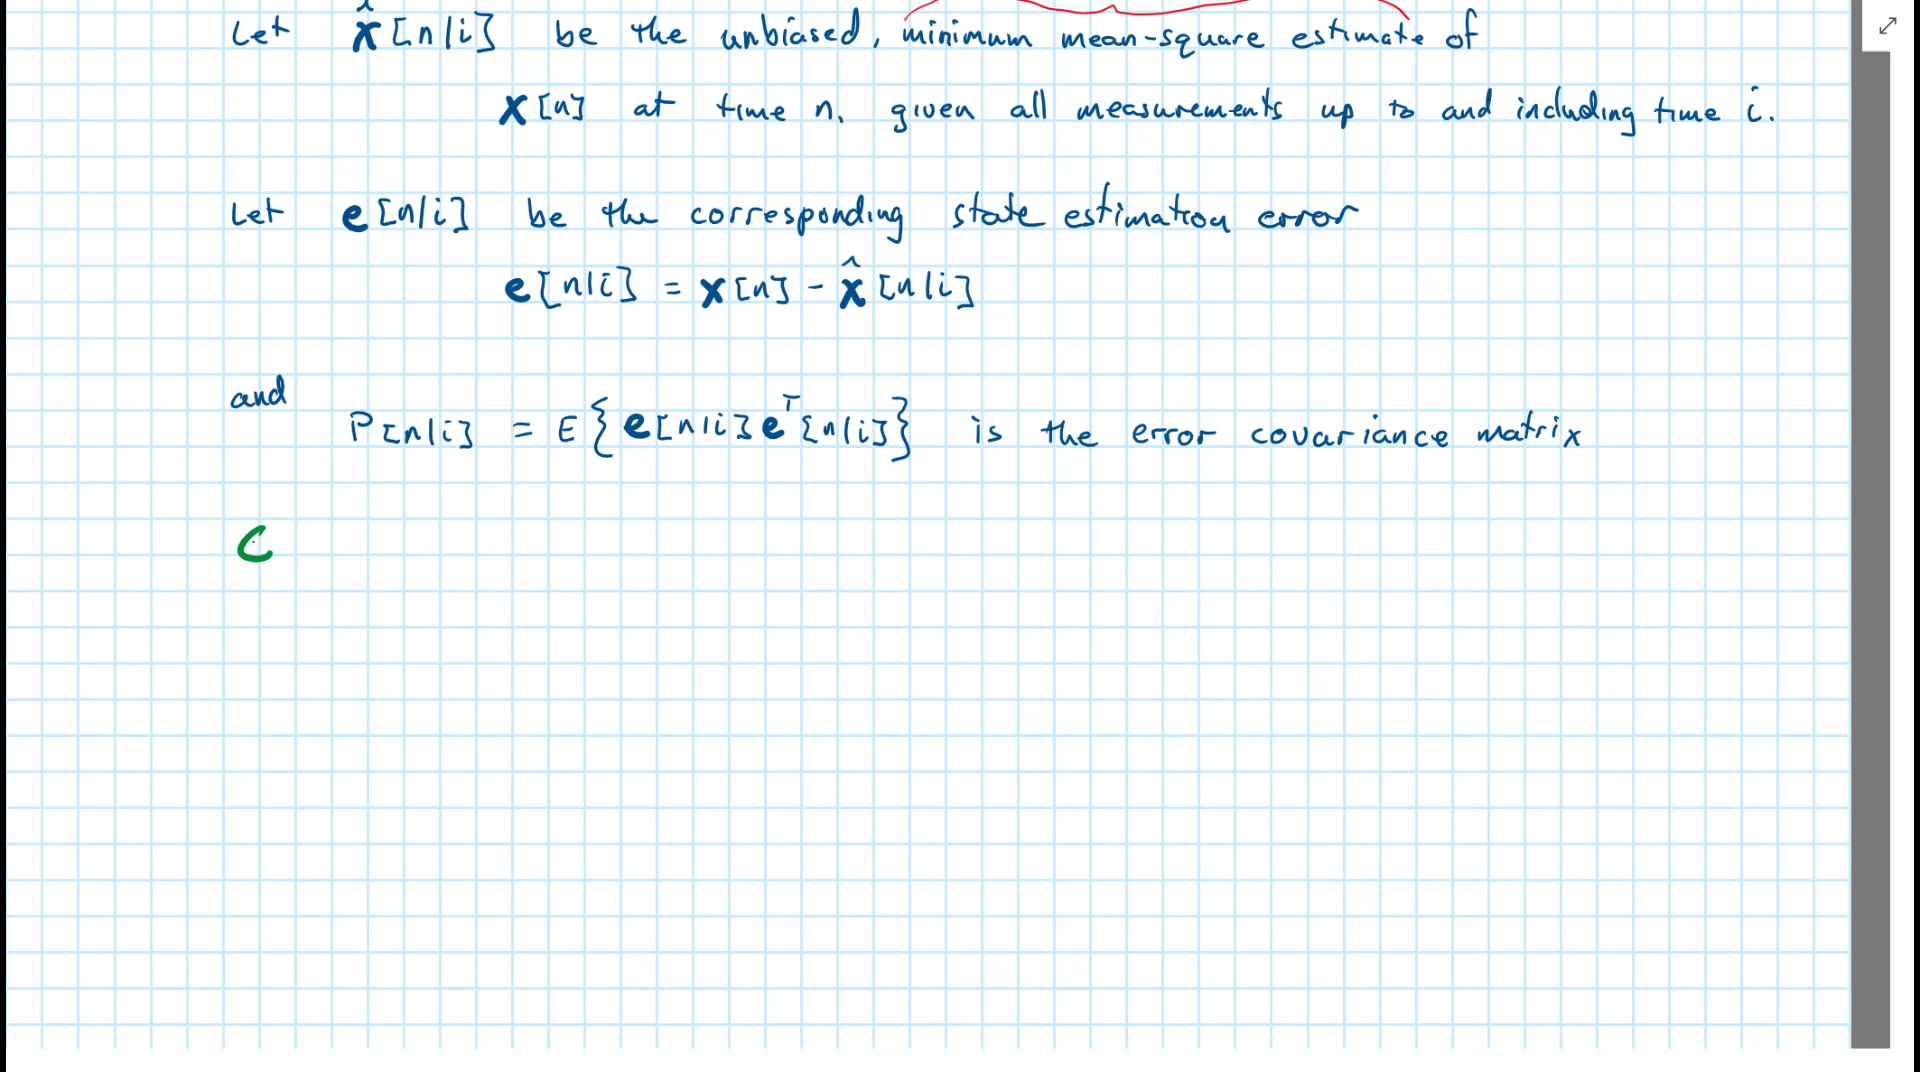 Let x̂[n|i] be the unbiased, minimum mean-square estimate of
x[n] at time n, given all measurements up to and including time i.
Let e[n|i] be the corresponding state estimation error
e[n|i] = x[n] - x̂[n|i]
and
P[n|i] = E{e[n|i]eᵀ[n|i]} is the error covariance matrix
C